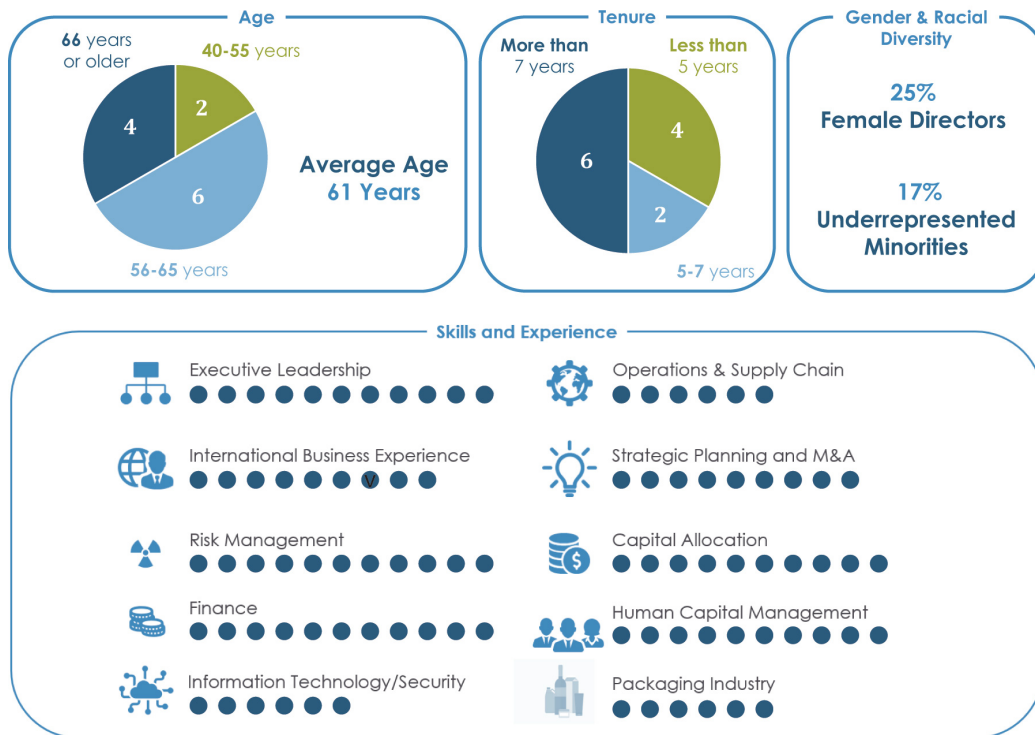 Age
66 years
or older
40-55 years
4
2
6
56-65 years
Average Age
61 Years
Tenure
More than
7 years
Less than
5 years
6
4
2
5-7 years
Gender & Racial
Diversity
25%
Female Directors
17%
Underrepresented
Minorities
Skills and Experience
Executive Leadership
International Business Experience
V
Risk Management
Finance
Information Technology/Security
Operations & Supply Chain
Strategic Planning and M&A
Capital Allocation
$
Human Capital Management
Packaging Industry